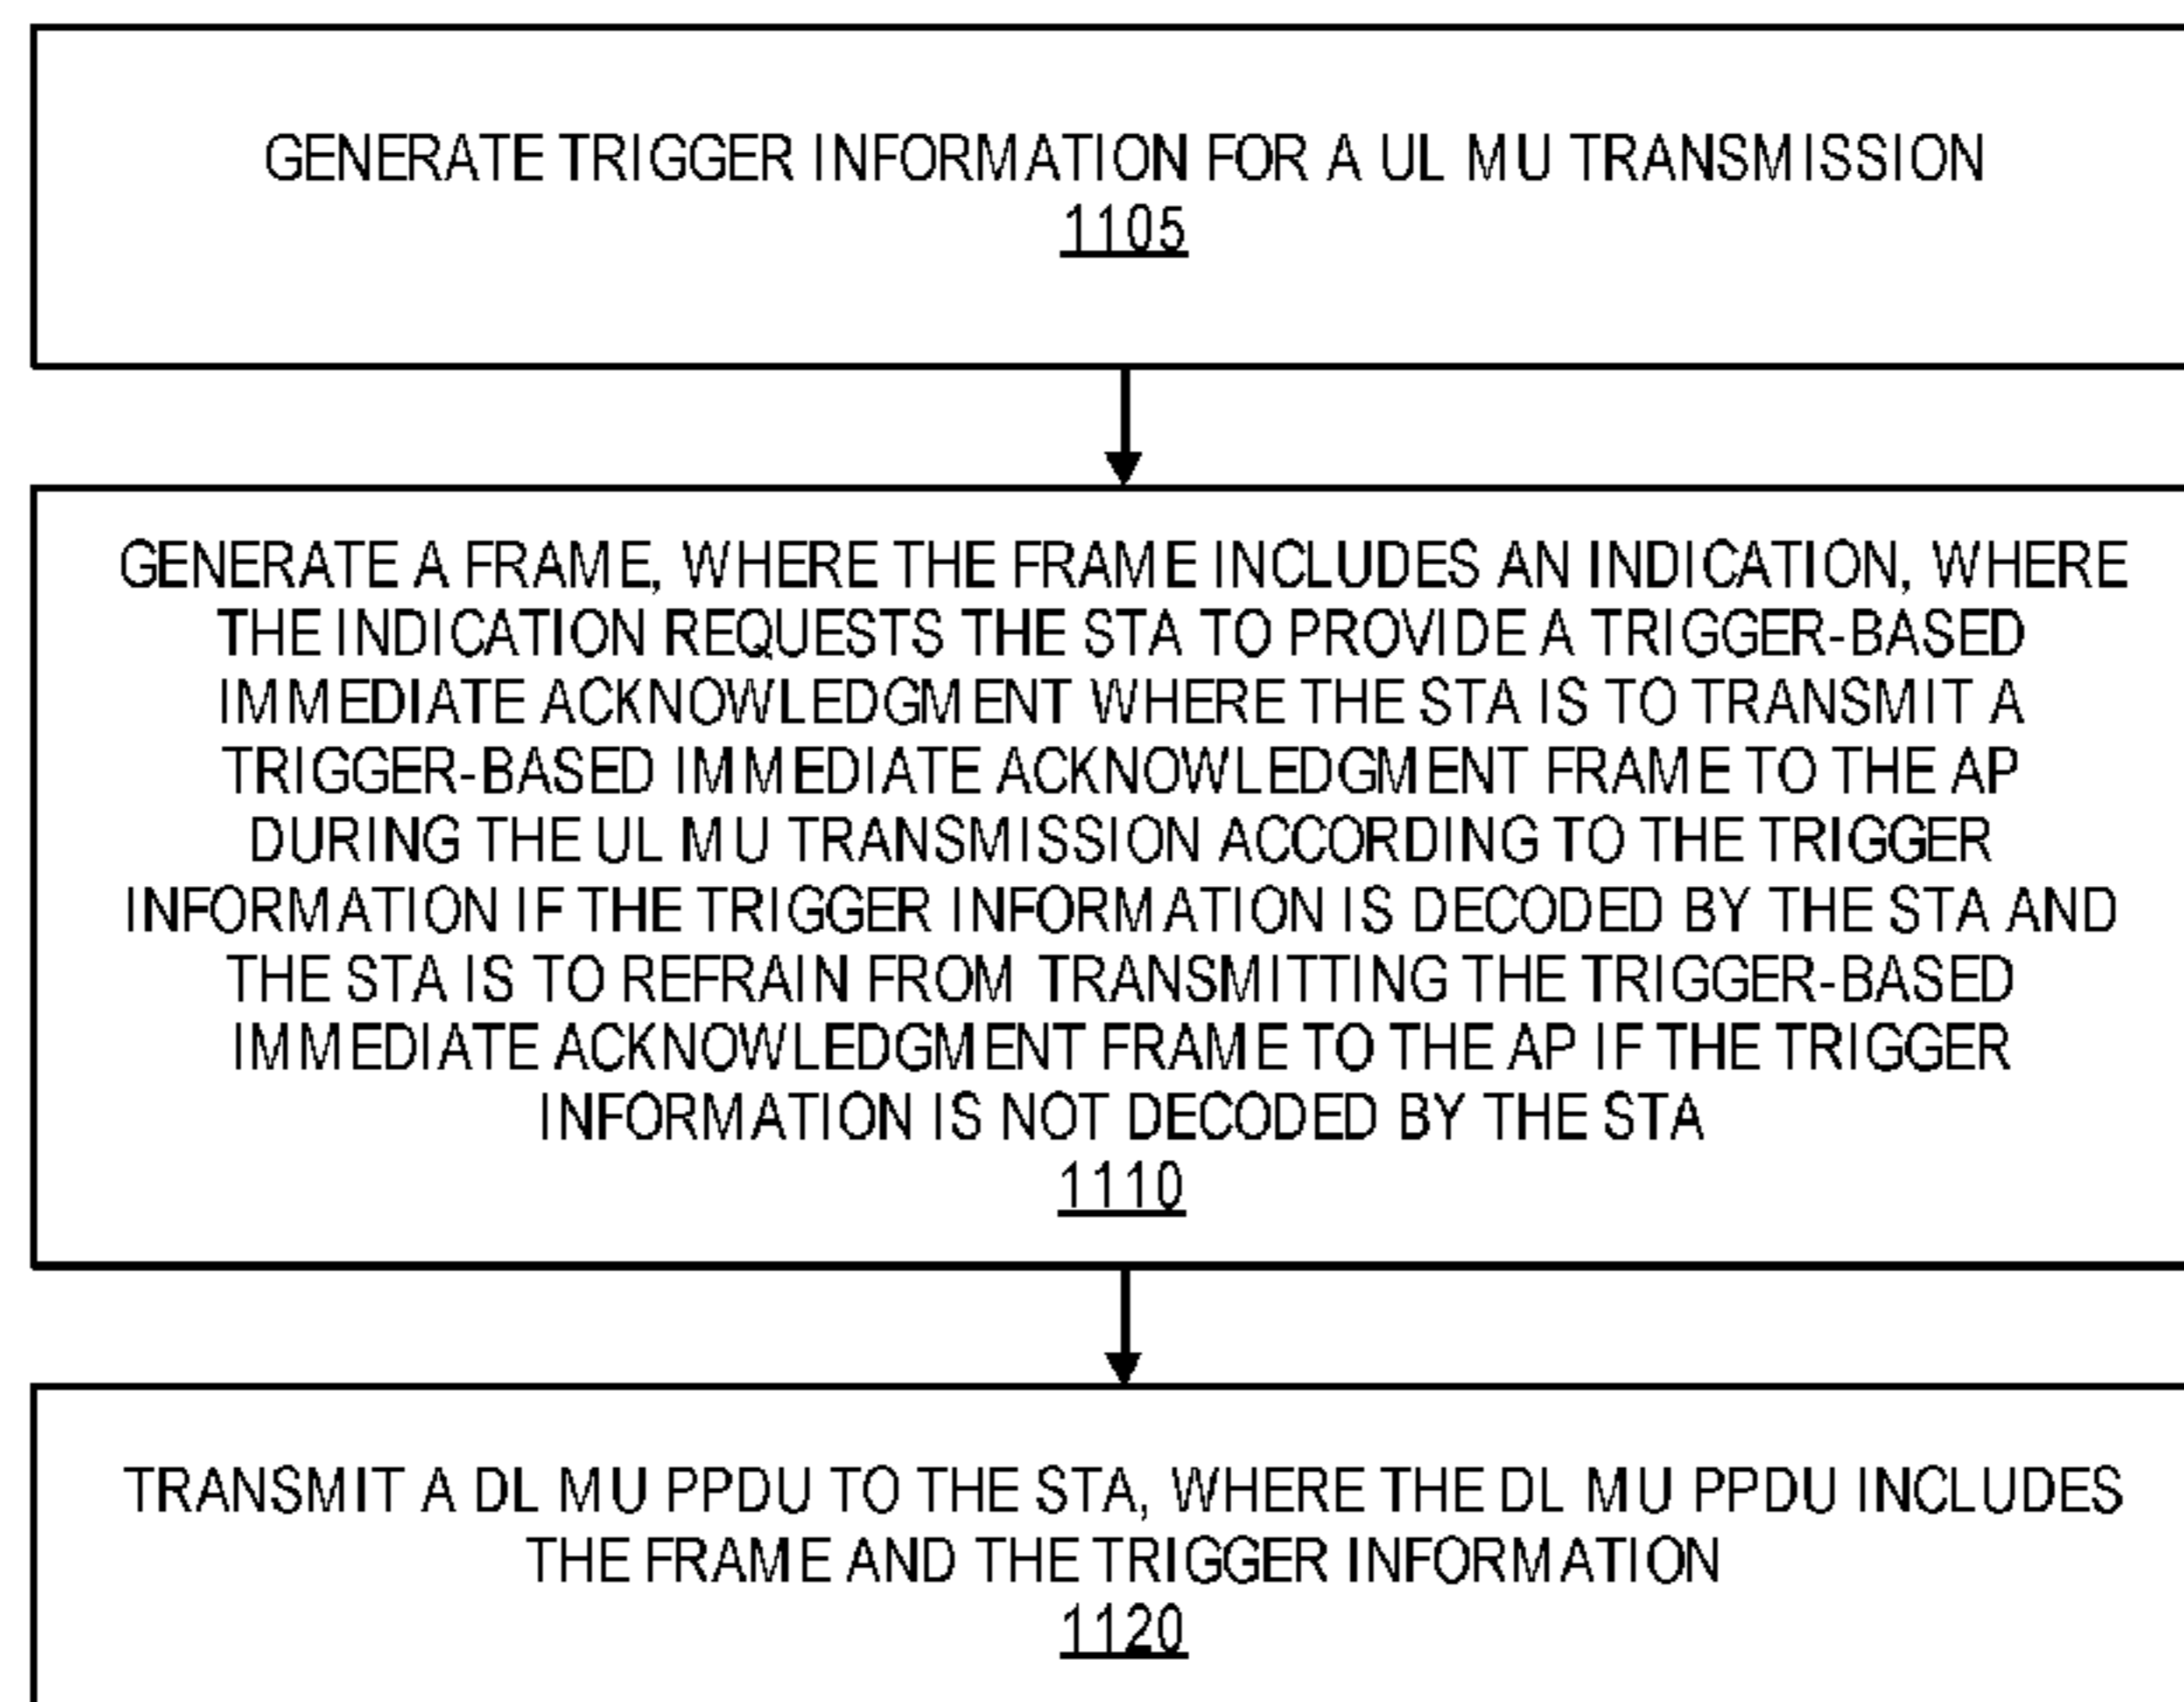 GENERATE TRIGGER INFORMATION FOR A UL MU TRANSMISSION
1105
GENERATE A FRAME, WHERE THE FRAME INCLUDES AN INDICATION, WHERE
THE INDICATION REQUESTS THE STA TO PROVIDE A TRIGGER-BASED
IMMEDIATE ACKNOWLEDGMENT WHERE THE STA IS TO TRANSMIT A
TRIGGER-BASED IMMEDIATE ACKNOWLEDGMENT FRAME TO THE AP
DURING THE UL MU TRANSMISSION ACCORDING TO THE TRIGGER
INFORMATION IF THE TRIGGER INFORMATION IS DECODED BY THE STA AND
THE STA IS TO REFRAIN FROM TRANSMITTING THE TRIGGER-BASED
IMMEDIATE ACKNOWLEDGMENT FRAME TO THE AP IF THE TRIGGER
INFORMATION IS NOT DECODED BY THE STA
1110
TRANSMIT A DL MU PPDU TO THE STA, WHERE THE DL MU PPDU INCLUDES
THE FRAME AND THE TRIGGER INFORMATION
1120